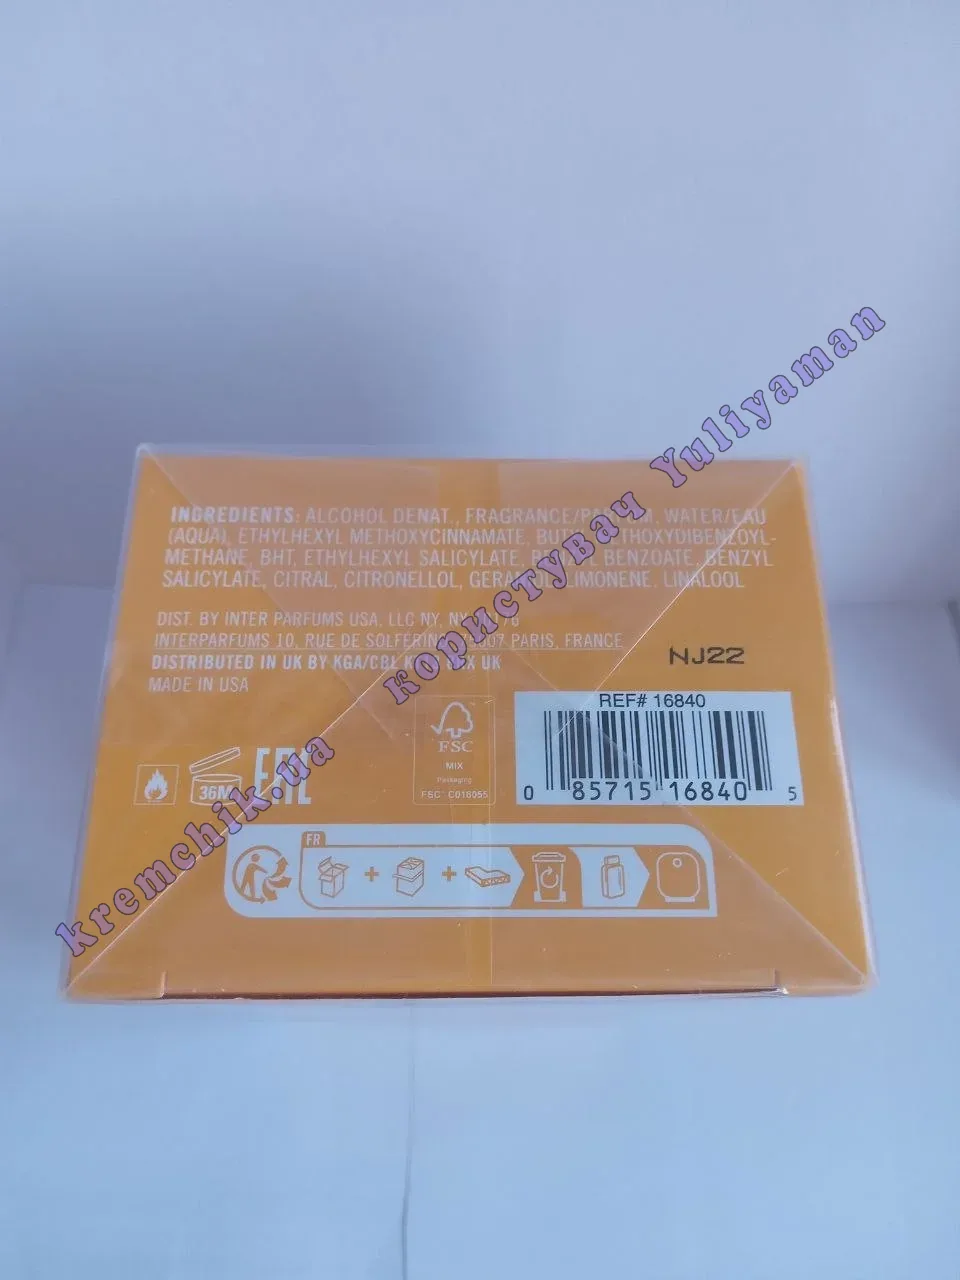 INGREDIENTS: ALCOHOL DENAT., FRAGRANCE/PARFUM, WATER/EAU
(AQUA), ETHYLHEXYL METHOXYCINNAMATE, BUTYL METHOXYDIBENZOYL-
METHANE, BHT, ETHYLHEXYL SALICYLATE, BENZYL BENZOATE, BENZYL
SALICYLATE, CITRAL, CITRONELLOL, GERANIOL, LIMONENE, LINALOOL
DIST. BY INTER PARFUMS USA, LLC NY, NY
INTERPARFUMS 10, RUE DE SOLFERINO 75007 PARIS, FRANCE
DISTRIBUTED IN UK BY KGA/CBL UK
MADE IN USA
NJ22
REF# 16840
0 85715 16840 5
FSC
MIX
Packaging
FSC™ C018055
36M
FR
kremchik.ua користувач Yuliyaman